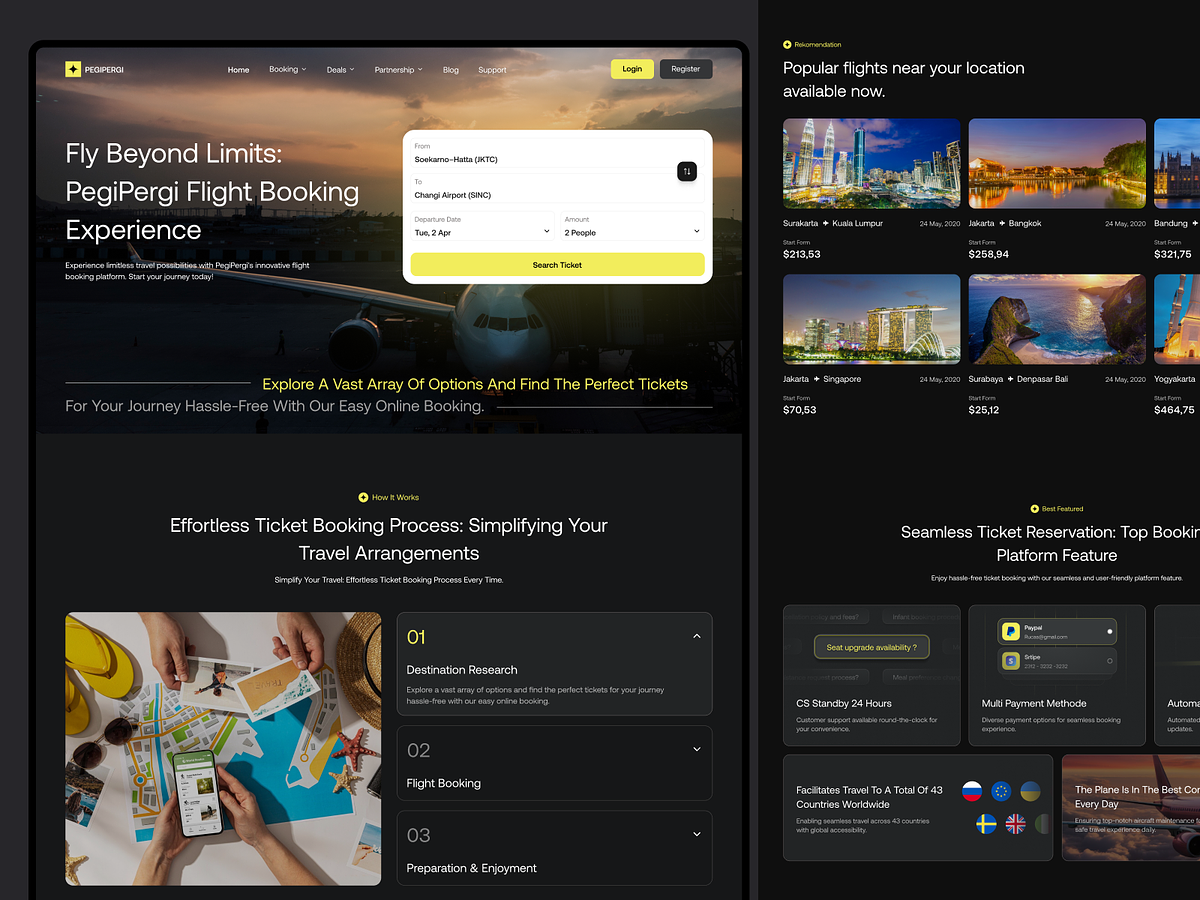 PEGIPERGI
Home
Booking
Deals
Partnership
Blog
Support
Login
Register
Fly Beyond Limits:
PegiPergi Flight Booking
Experience
Experience limitless travel possibilities with PegiPergi's innovative flight
booking platform. Start your journey today!
From
Soekarno-Hatta (JKTC)
To
Changi Airport (SINC)
Departure Date
Tue, 2 Apr
Amount
2 People
Search Ticket
Explore A Vast Array Of Options And Find The Perfect Tickets
For Your Journey Hassle-Free With Our Easy Online Booking.
How It Works
Effortless Ticket Booking Process: Simplifying Your
Travel Arrangements
Simplify Your Travel: Effortless Ticket Booking Process Every Time.
01
Destination Research
Explore a vast array of options and find the perfect tickets for your journey
hassle-free with our easy online booking.
02
Flight Booking
03
Preparation & Enjoyment
Rekomendation
Popular flights near your location
available now.
Surakarta Kuala Lumpur 24 May, 2020
Start Form
$213,53
Jakarta Bangkok 24 May, 2020
Start Form
$258,94
Bandung
Start Form
$321,75
Jakarta Singapore 24 May, 2020
Start Form
$70,53
Surabaya Denpasar Bali 24 May, 2020
Start Form
$25,12
Yogyakarta
Start Form
$464,75
Best Featured
Seamless Ticket Reservation: Top Bookin
Platform Feature
Enjoy hassle-free ticket booking with our seamless and user-friendly platform feature.
Seat upgrade availability ?
CS Standby 24 Hours
Customer support available round-the-clock for
your convenience.
Paypal
Rucas@gmail.com
Srtipe
2313 - 3202 -3232
Multi Payment Methode
Diverse payment options for seamless booking
experience.
Automa
Automated
updates.
Facilitates Travel To A Total Of 43
Countries Worldwide
Enabling seamless travel across 43 countries
with global accessibility.
The Plane Is In The Best Con
Every Day
Ensuring top-notch aircraft maintenance fo
safe travel experience daily.